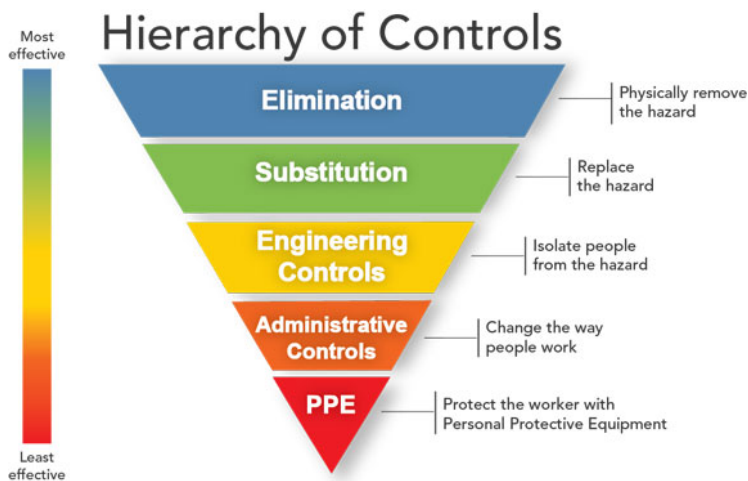 Hierarchy of Controls
Most
effective
Elimination
Physically remove
the hazard
Substitution
Replace
the hazard
Engineering
Controls
Isolate people
from the hazard
Administrative
Controls
Change the way
people work
PPE
Protect the worker with
Personal Protective Equipment
Least
effective